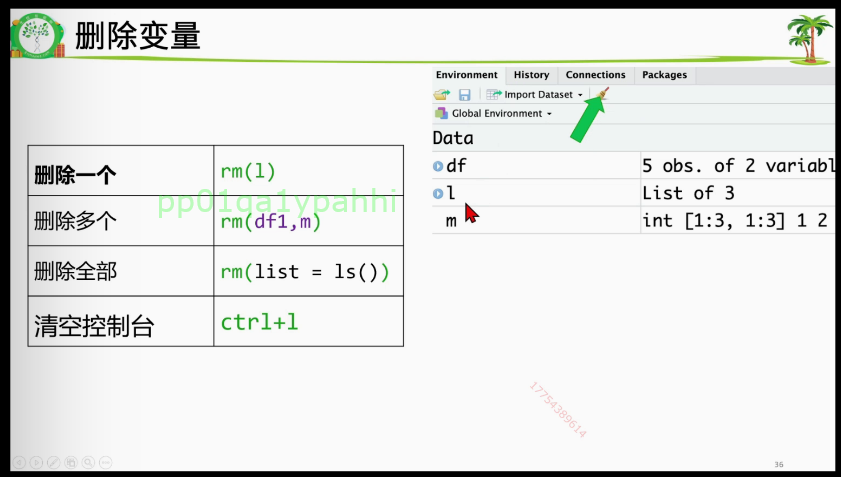 删除变量
Environment History Connections Packages
Import Dataset
Global Environment
Data
df 5 obs. of 2 variabl
l List of 3
m int [1:3, 1:3] 1 2
删除一个 rm(l)
pp01qa1ypahhi
删除多个 rm(df1,m)
删除全部 rm(list = ls())
清空控制台 ctrl+l
17754389614
36